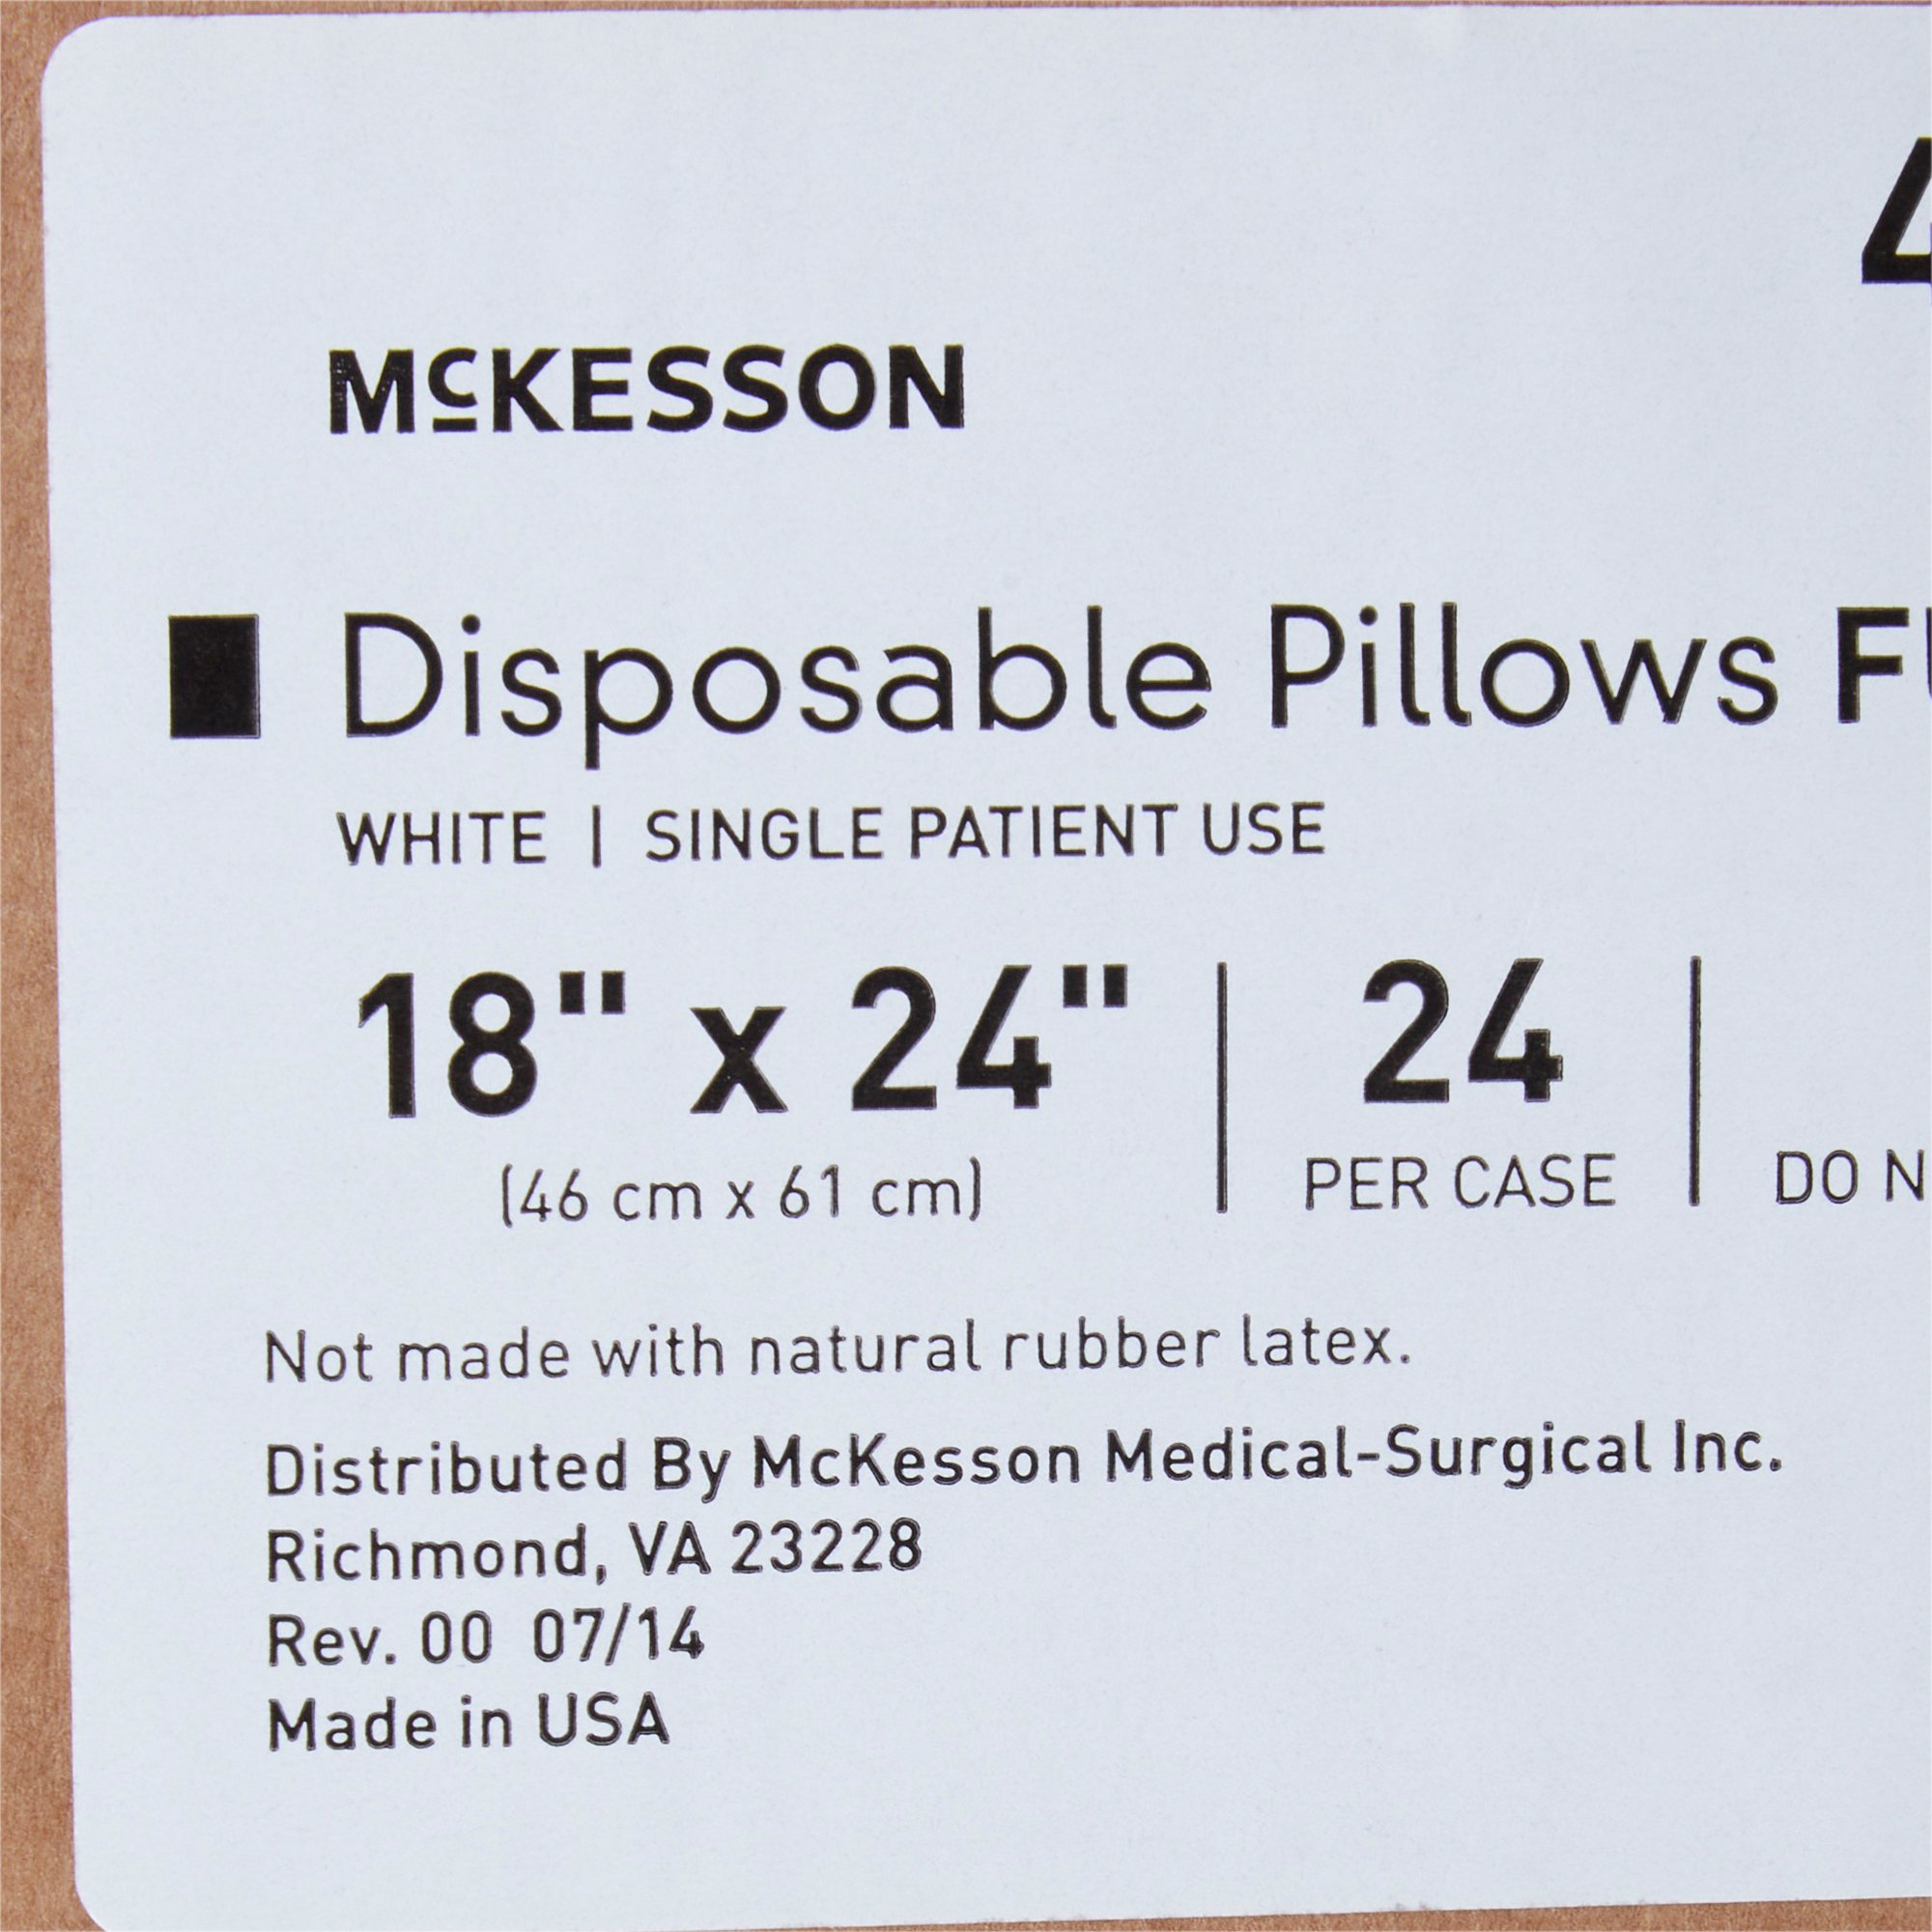 McKESSON
Disposable Pillows
WHITE | SINGLE PATIENT USE
18" x 24" | 24 |
(46 cm x 61 cm) PER CASE DO
Not made with natural rubber latex.
Distributed By McKesson Medical-Surgical Inc.
Richmond, VA 23228
Rev. 00 07/14
Made in USA